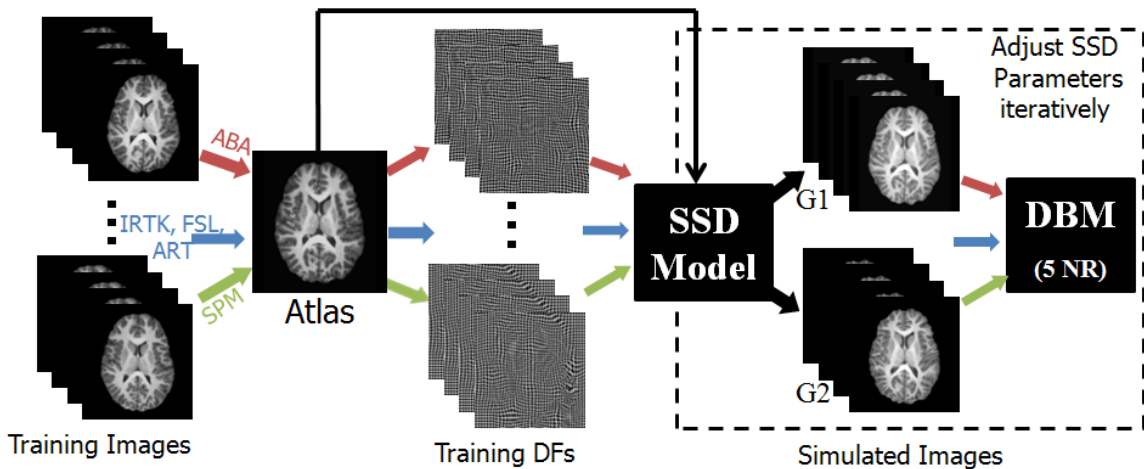 ABA
IRTK, FSL,
ART
SPM
Training Images
Atlas
Training DFs
SSD
Model
G1
G2
Adjust SSD
Parameters
iteratively
DBM
(5 NR)
Simulated Images